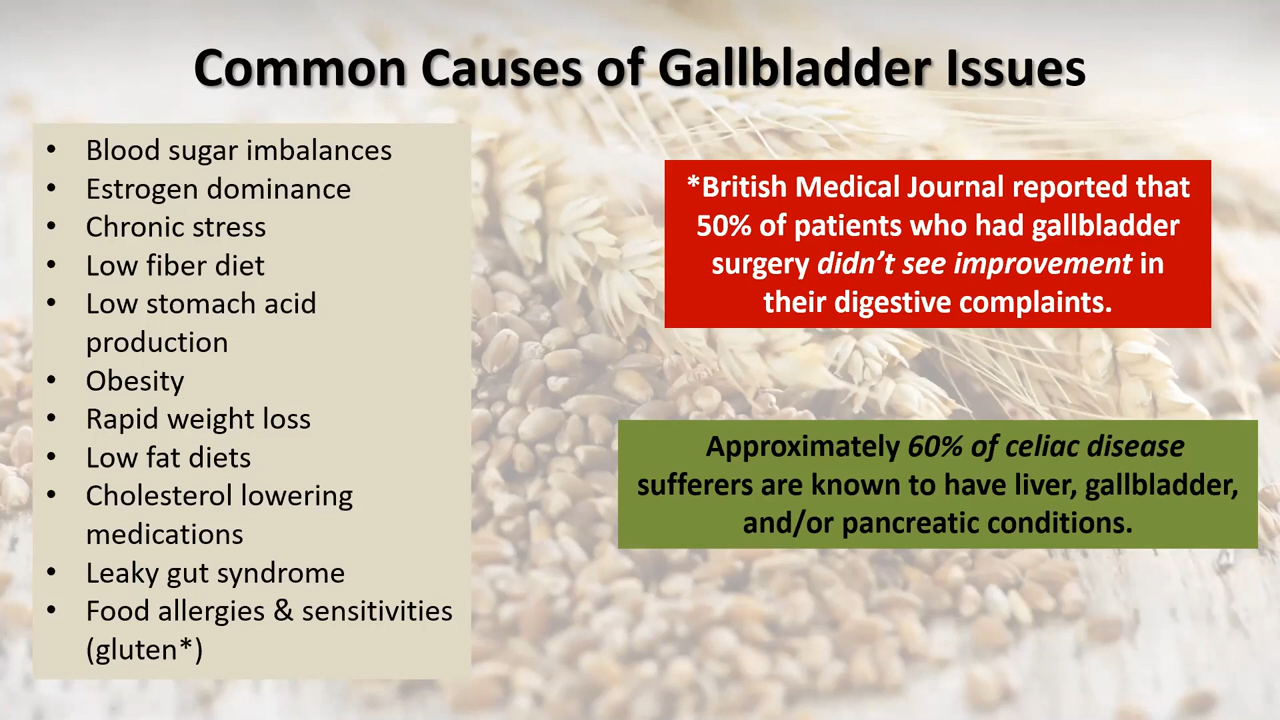 Common Causes of Gallbladder Issues
• Blood sugar imbalances
• Estrogen dominance
• Chronic stress
• Low fiber diet
• Low stomach acid
production
• Obesity
• Rapid weight loss
• Low fat diets
• Cholesterol lowering
medications
• Leaky gut syndrome
• Food allergies & sensitivities
(gluten*)
*British Medical Journal reported that
50% of patients who had gallbladder
surgery didn’t see improvement in
their digestive complaints.
Approximately 60% of celiac disease
sufferers are known to have liver, gallbladder,
and/or pancreatic conditions.